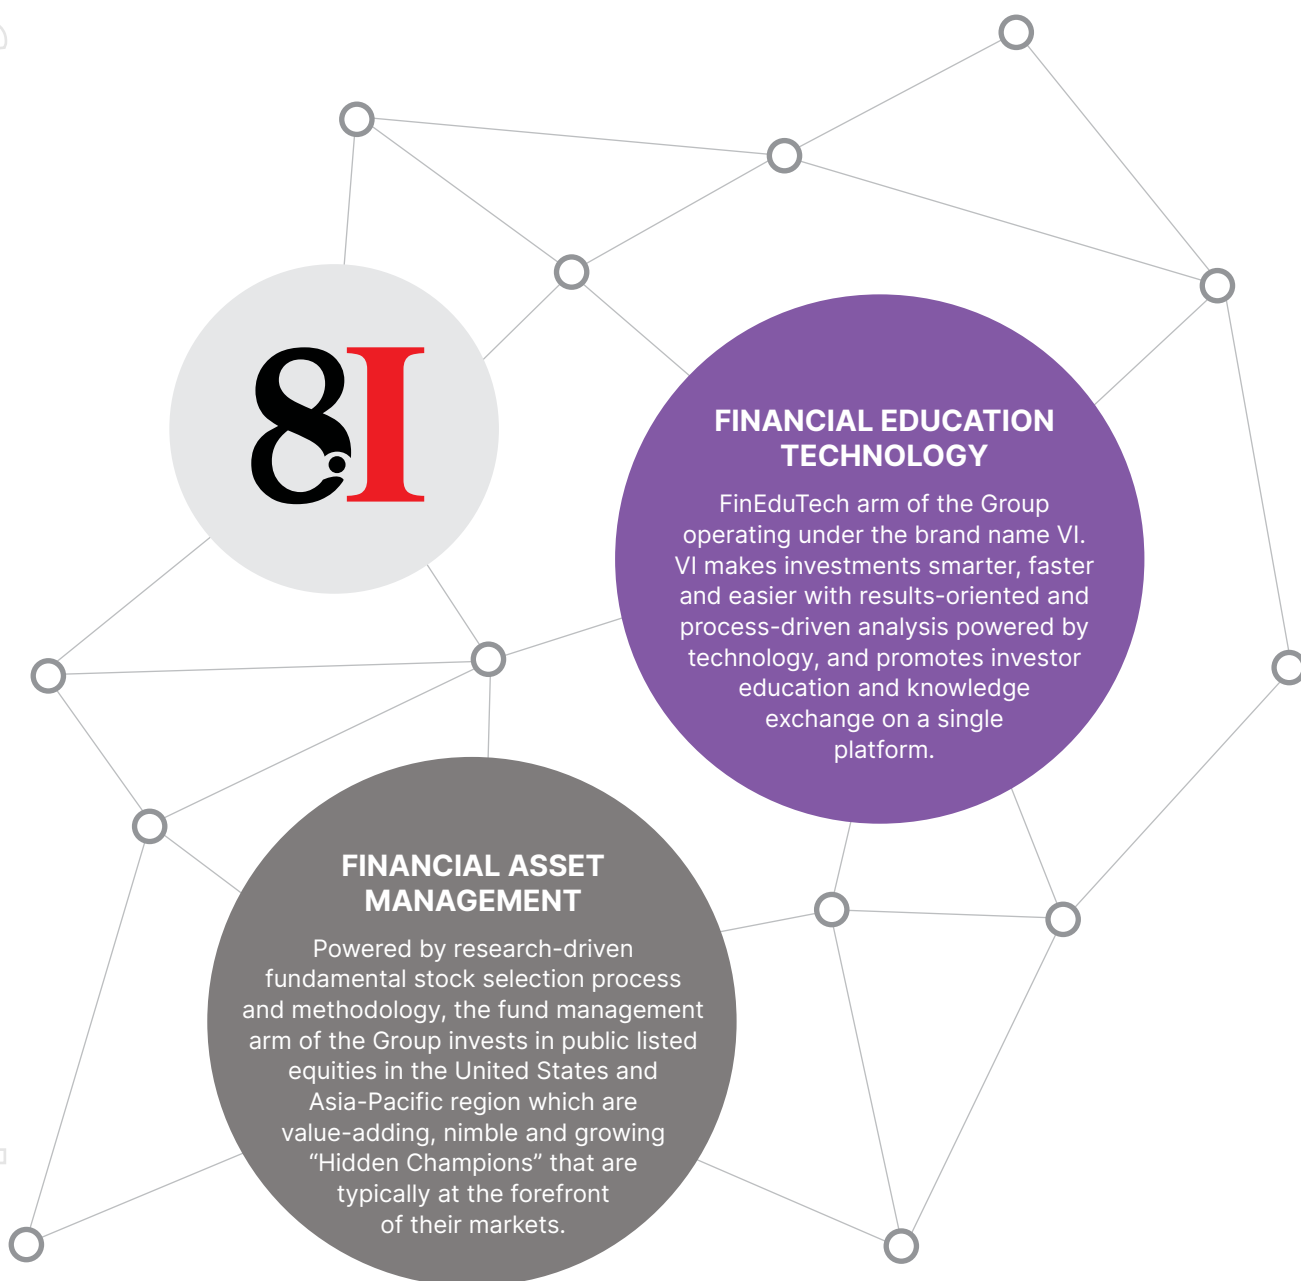 8I
FINANCIAL EDUCATION
TECHNOLOGY
FinEduTech arm of the Group
operating under the brand name VI.
VI makes investments smarter, faster
and easier with results-oriented and
process-driven analysis powered by
technology, and promotes investor
education and knowledge
exchange on a single
platform.
FINANCIAL ASSET
MANAGEMENT
Powered by research-driven
fundamental stock selection process
and methodology, the fund management
arm of the Group invests in public listed
equities in the United States and
Asia-Pacific region which are
value-adding, nimble and growing
“Hidden Champions” that are
typically at the forefront
of their markets.